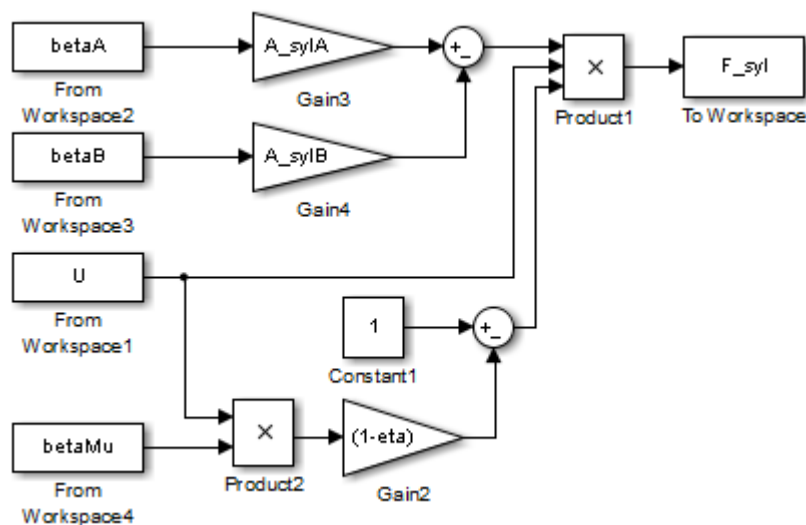 betaA
From
Workspace2
A_sylA
Gain3
+
_
×
Product1
F_syl
To Workspace
betaB
From
Workspace3
A_sylB
Gain4
U
From
Workspace1
1
Constant1
+
_
betaMu
From
Workspace4
×
Product2
(1-eta)
Gain2